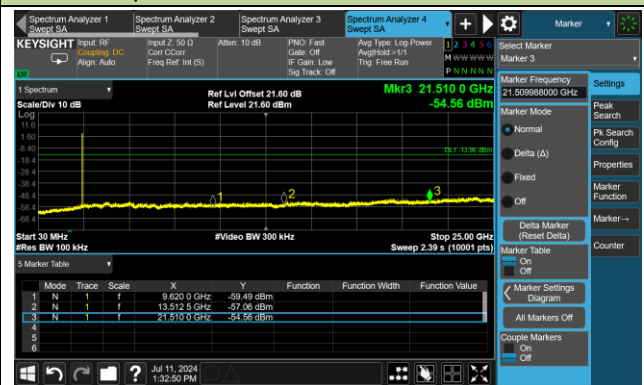 Spectrum Analyzer 1
Swept SA
Spectrum Analyzer 2
Swept SA
Spectrum Analyzer 3
Swept SA
Spectrum Analyzer 4
Swept SA
Marker
KEYSIGHT
Input: RF
Coupling: DC
Align: Auto
Input Z: 50 Ω
Corr CCorr
Freq Ref: Int (S)
Atten: 10 dB
PNO: Fast
Gate: Off
IF Gain: Low
Sig Track: Off
Avg Type: Log-Power
Avg|Hold:>1/1
Trig: Free Run
1 2 3 4 5 6
M W W W W W
P N N N N N
LXI
Select Marker
Marker 3
1 Spectrum
Scale/Div 10 dB
Ref Lvl Offset 21.60 dB
Ref Level 21.60 dBm
Mkr3 21.510 0 GHz
-54.56 dBm
Log
11.6
1.60
-8.40
-18.4
-28.4
-38.4
-48.4
-58.4
-68.4
DL1 -13.96 dBm
1
2
3
Start 30 MHz
#Res BW 100 kHz
#Video BW 300 kHz
Stop 25.00 GHz
Sweep 2.39 s (10001 pts)
5 Marker Table
Mode Trace Scale X Y Function Function Width Function Value
1 N 1 f 9.620 0 GHz -59.49 dBm
2 N 1 f 13.512 5 GHz -57.06 dBm
3 N 1 f 21.510 0 GHz -54.56 dBm
4
5
6
Marker Frequency
21.509988000 GHz
Marker Mode
Normal
Delta (Δ)
Fixed
Off
Delta Marker
(Reset Delta)
Marker Table
On
Off
Marker Settings
Diagram
All Markers Off
Couple Markers
On
Off
Settings
Peak
Search
Pk Search
Config
Properties
Marker
Function
Marker→
Counter
?
Jul 11, 2024
1:32:50 PM